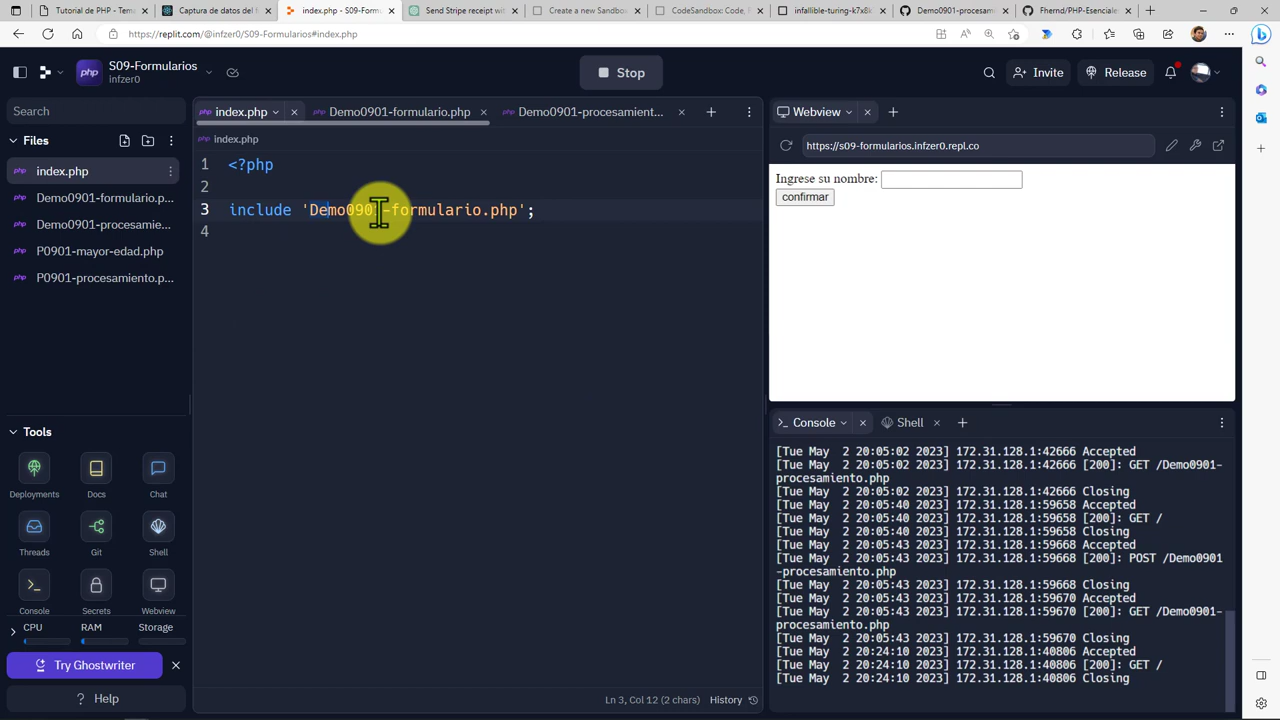 Tutorial de PHP - Tema
Captura de datos del f
index.php - S09-Formu
Send Stripe receipt with
Create a new Sandbox
CodeSandbox: Code, R
infallible-turing-k7x8k
Demo0901-procesamie
Fhernd/PHP-Esenciales
https://replit.com/@infzer0/S09-Formularios#index.php
S09-Formularios
infzer0
php
Stop
Invite
Release
Search
index.php
Demo0901-formulario.php
Demo0901-procesamient...
Webview
Files
index.php
https://s09-formularios.infzer0.repl.co
php index.php
php Demo0901-formulario.p...
php Demo0901-procesamie...
php P0901-mayor-edad.php
php P0901-procesamiento.p...
1 <?php
2
3 include 'Demo0901-formulario.php';
4
Ingrese su nombre:
confirmar
Console
Shell
[Tue May 2 20:05:02 2023] 172.31.128.1:42666 Accepted
[Tue May 2 20:05:02 2023] 172.31.128.1:42666 [200]: GET /Demo0901-
procesamiento.php
[Tue May 2 20:05:02 2023] 172.31.128.1:42666 Closing
[Tue May 2 20:05:40 2023] 172.31.128.1:59658 Accepted
[Tue May 2 20:05:40 2023] 172.31.128.1:59658 [200]: GET /
[Tue May 2 20:05:40 2023] 172.31.128.1:59658 Closing
[Tue May 2 20:05:43 2023] 172.31.128.1:59668 Accepted
[Tue May 2 20:05:43 2023] 172.31.128.1:59668 [200]: POST /Demo0901
-procesamiento.php
[Tue May 2 20:05:43 2023] 172.31.128.1:59668 Closing
[Tue May 2 20:05:43 2023] 172.31.128.1:59670 Accepted
[Tue May 2 20:05:43 2023] 172.31.128.1:59670 [200]: GET /Demo0901-
procesamiento.php
[Tue May 2 20:05:43 2023] 172.31.128.1:59670 Closing
[Tue May 2 20:24:10 2023] 172.31.128.1:40806 Accepted
[Tue May 2 20:24:10 2023] 172.31.128.1:40806 [200]: GET /
[Tue May 2 20:24:10 2023] 172.31.128.1:40806 Closing
Tools
Deployments Docs Chat
Threads Git Shell
Console Secrets Webview
CPU RAM Storage
Try Ghostwriter
? Help
Ln 3, Col 12 (2 chars) History